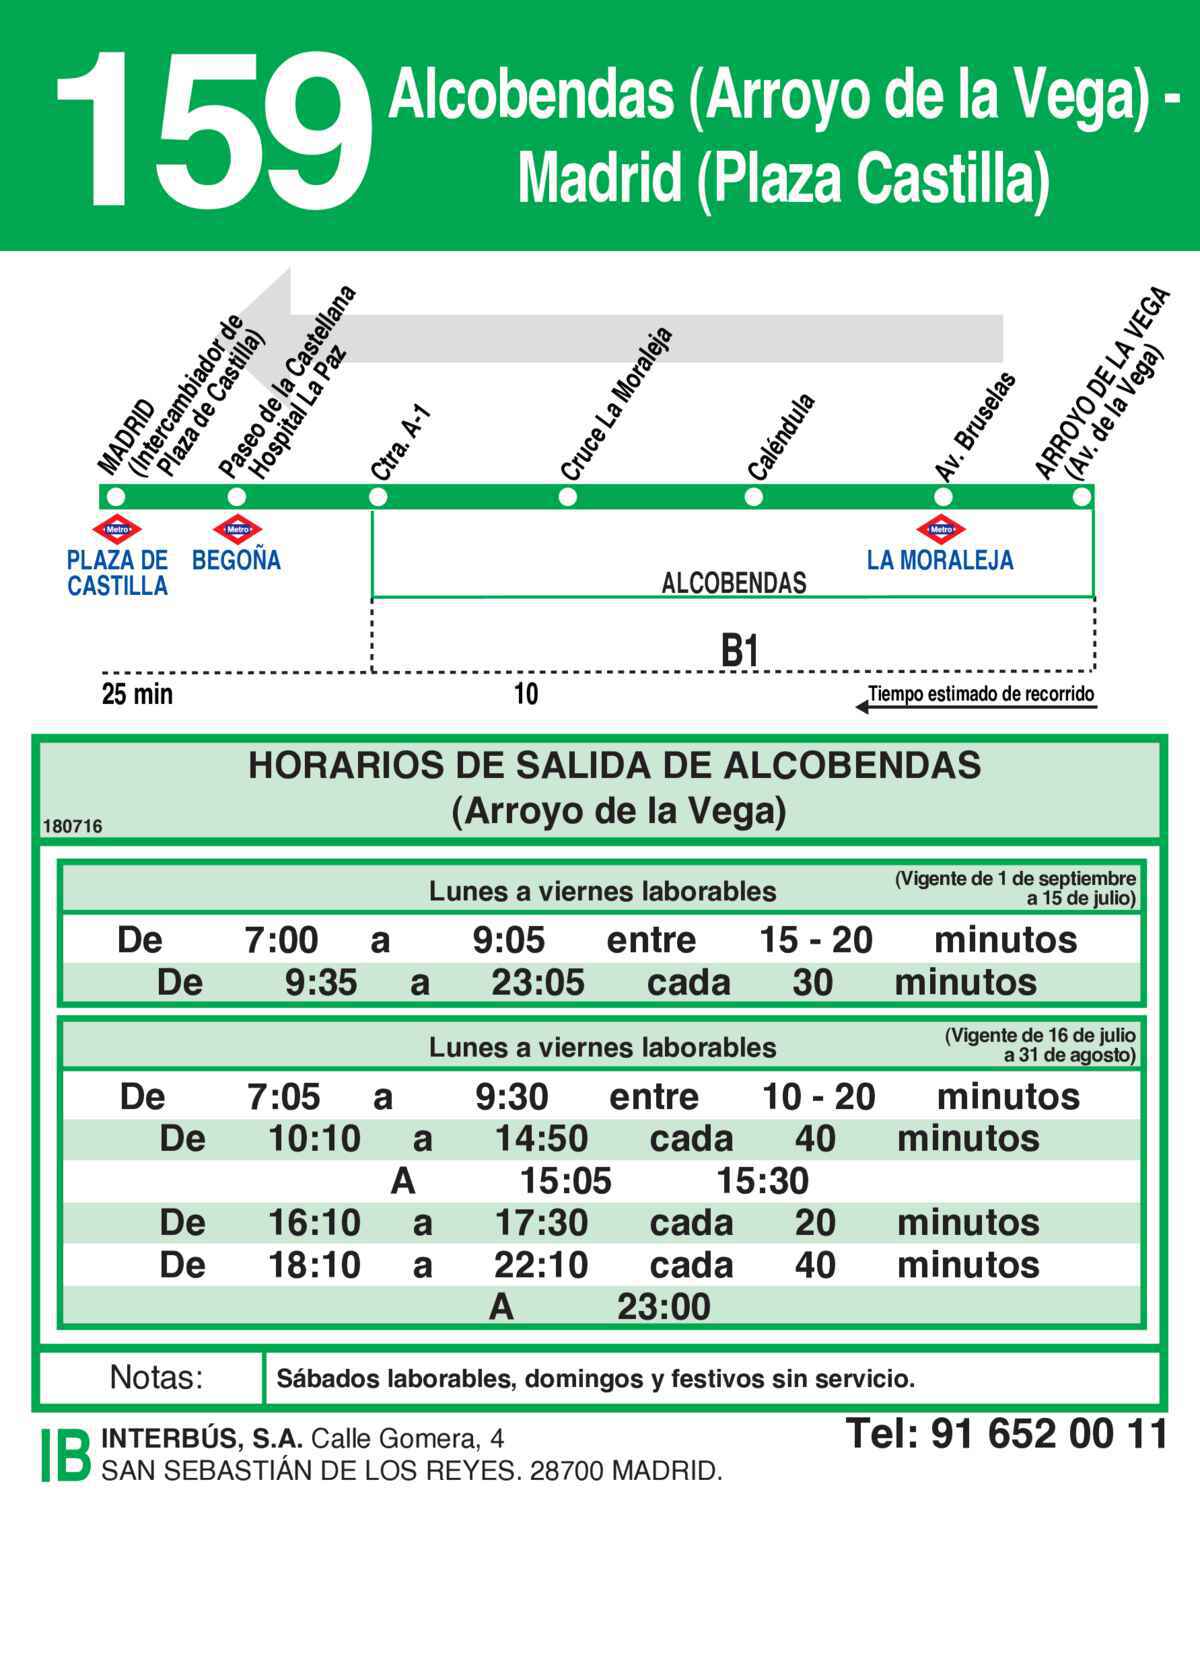 159
Alcobendas (Arroyo de la Vega) -
Madrid (Plaza Castilla)
MADRID
(Intercambiador de
Plaza de Castilla)
Paseo de la Castellana
Hospital La Paz
Ctra. A-1
Cruce La Moraleja
Caléndula
Av. Bruselas
ARROYO DE LA VEGA
(Av. de la Vega)
Metro
Metro
Metro
PLAZA DE
CASTILLA
BEGOÑA
LA MORALEJA
ALCOBENDAS
B1
25 min
10
Tiempo estimado de recorrido
HORARIOS DE SALIDA DE ALCOBENDAS
(Arroyo de la Vega)
180716
Lunes a viernes laborables
(Vigente de 1 de septiembre
a 15 de julio)
De 7:00 a 9:05 entre 15 - 20 minutos
De 9:35 a 23:05 cada 30 minutos
Lunes a viernes laborables
(Vigente de 16 de julio
a 31 de agosto)
De 7:05 a 9:30 entre 10 - 20 minutos
De 10:10 a 14:50 cada 40 minutos
A 15:05 15:30
De 16:10 a 17:30 cada 20 minutos
De 18:10 a 22:10 cada 40 minutos
A 23:00
Notas:
Sábados laborables, domingos y festivos sin servicio.
IB
INTERBÚS, S.A. Calle Gomera, 4
SAN SEBASTIÁN DE LOS REYES. 28700 MADRID.
Tel: 91 652 00 11